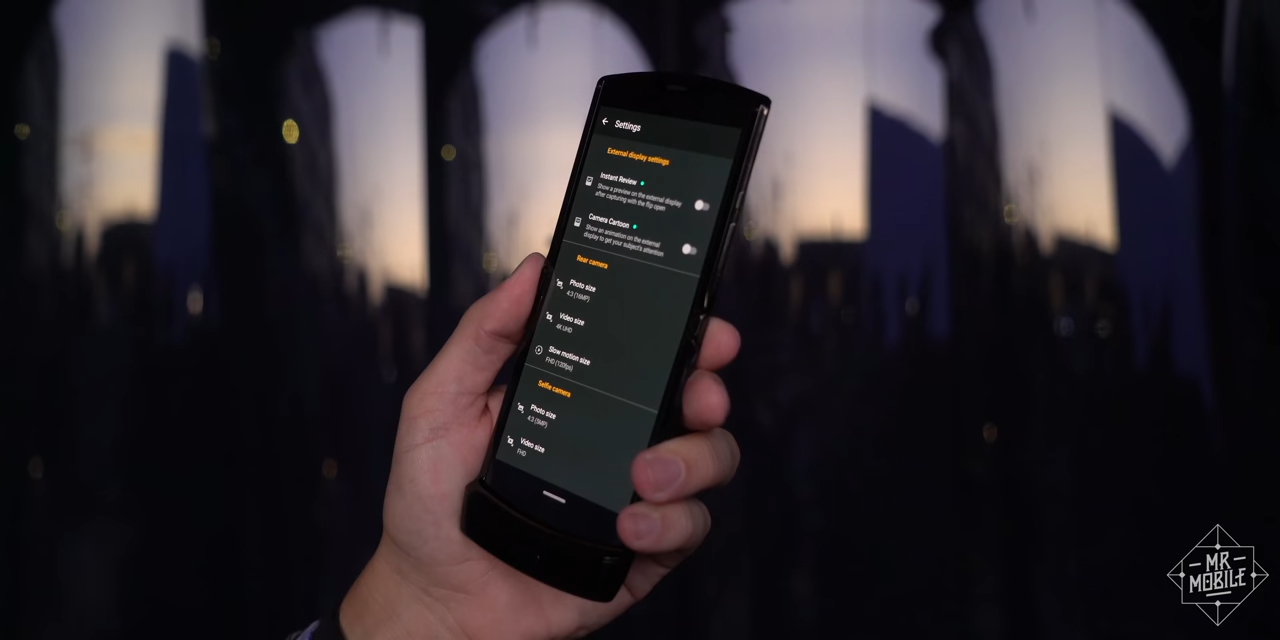 Settings
External display settings
Instant Review
Show a preview on the external display
after capturing with the flip open
Camera Cartoon
Show an animation on the external
display to get your subject's attention
Rear camera
Photo size
4:3 (16MP)
Video size
4K UHD
Slow motion size
FHD (120fps)
Selfie camera
Photo size
4:3 (5MP)
Video size
FHD
MR
MOBILE